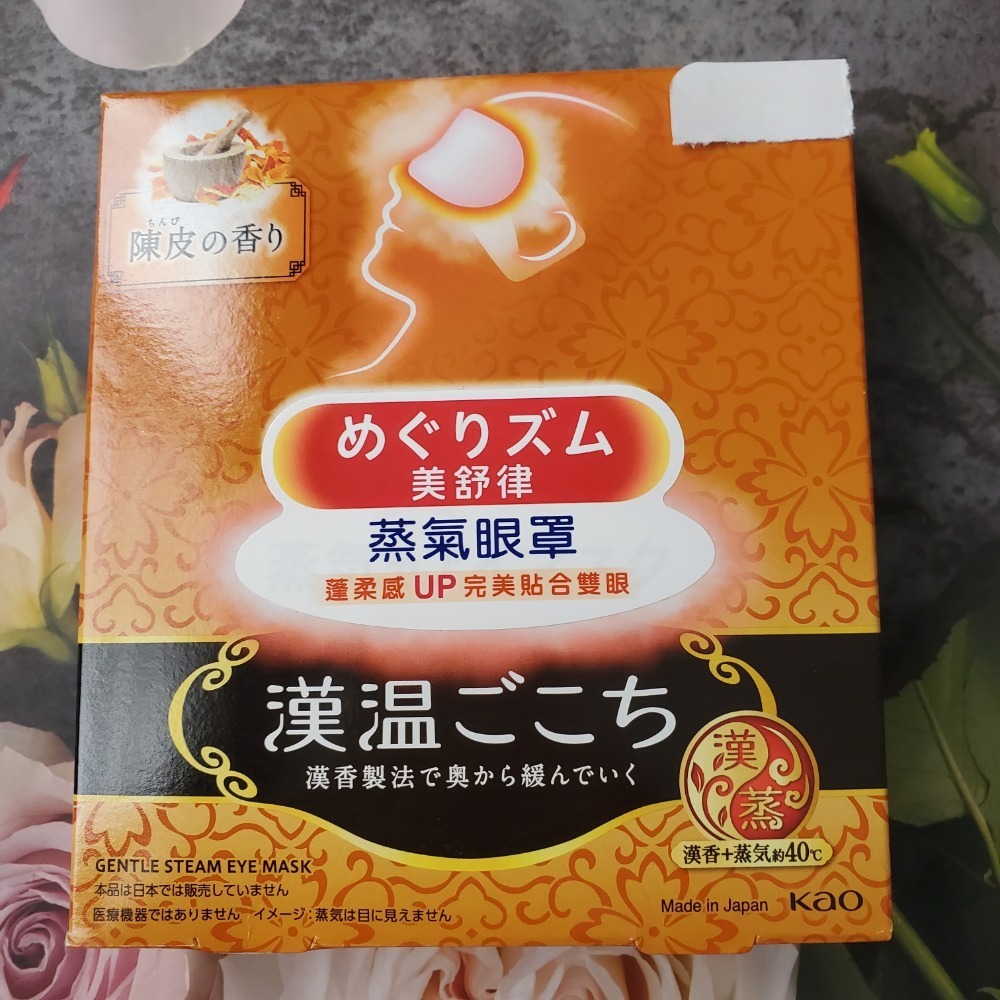 ちんぴ
陳皮の香り
めぐりズム
美舒律
蒸氣眼罩
蓬柔感UP完美貼合雙眼
漢温ごこち
漢香製法で奥から緩んでいく
漢
蒸
漢香+蒸気約40℃
GENTLE STEAM EYE MASK
本品は日本では販売していません
医療機器ではありません イメージ:蒸気は目に見えません
Made in Japan Kao